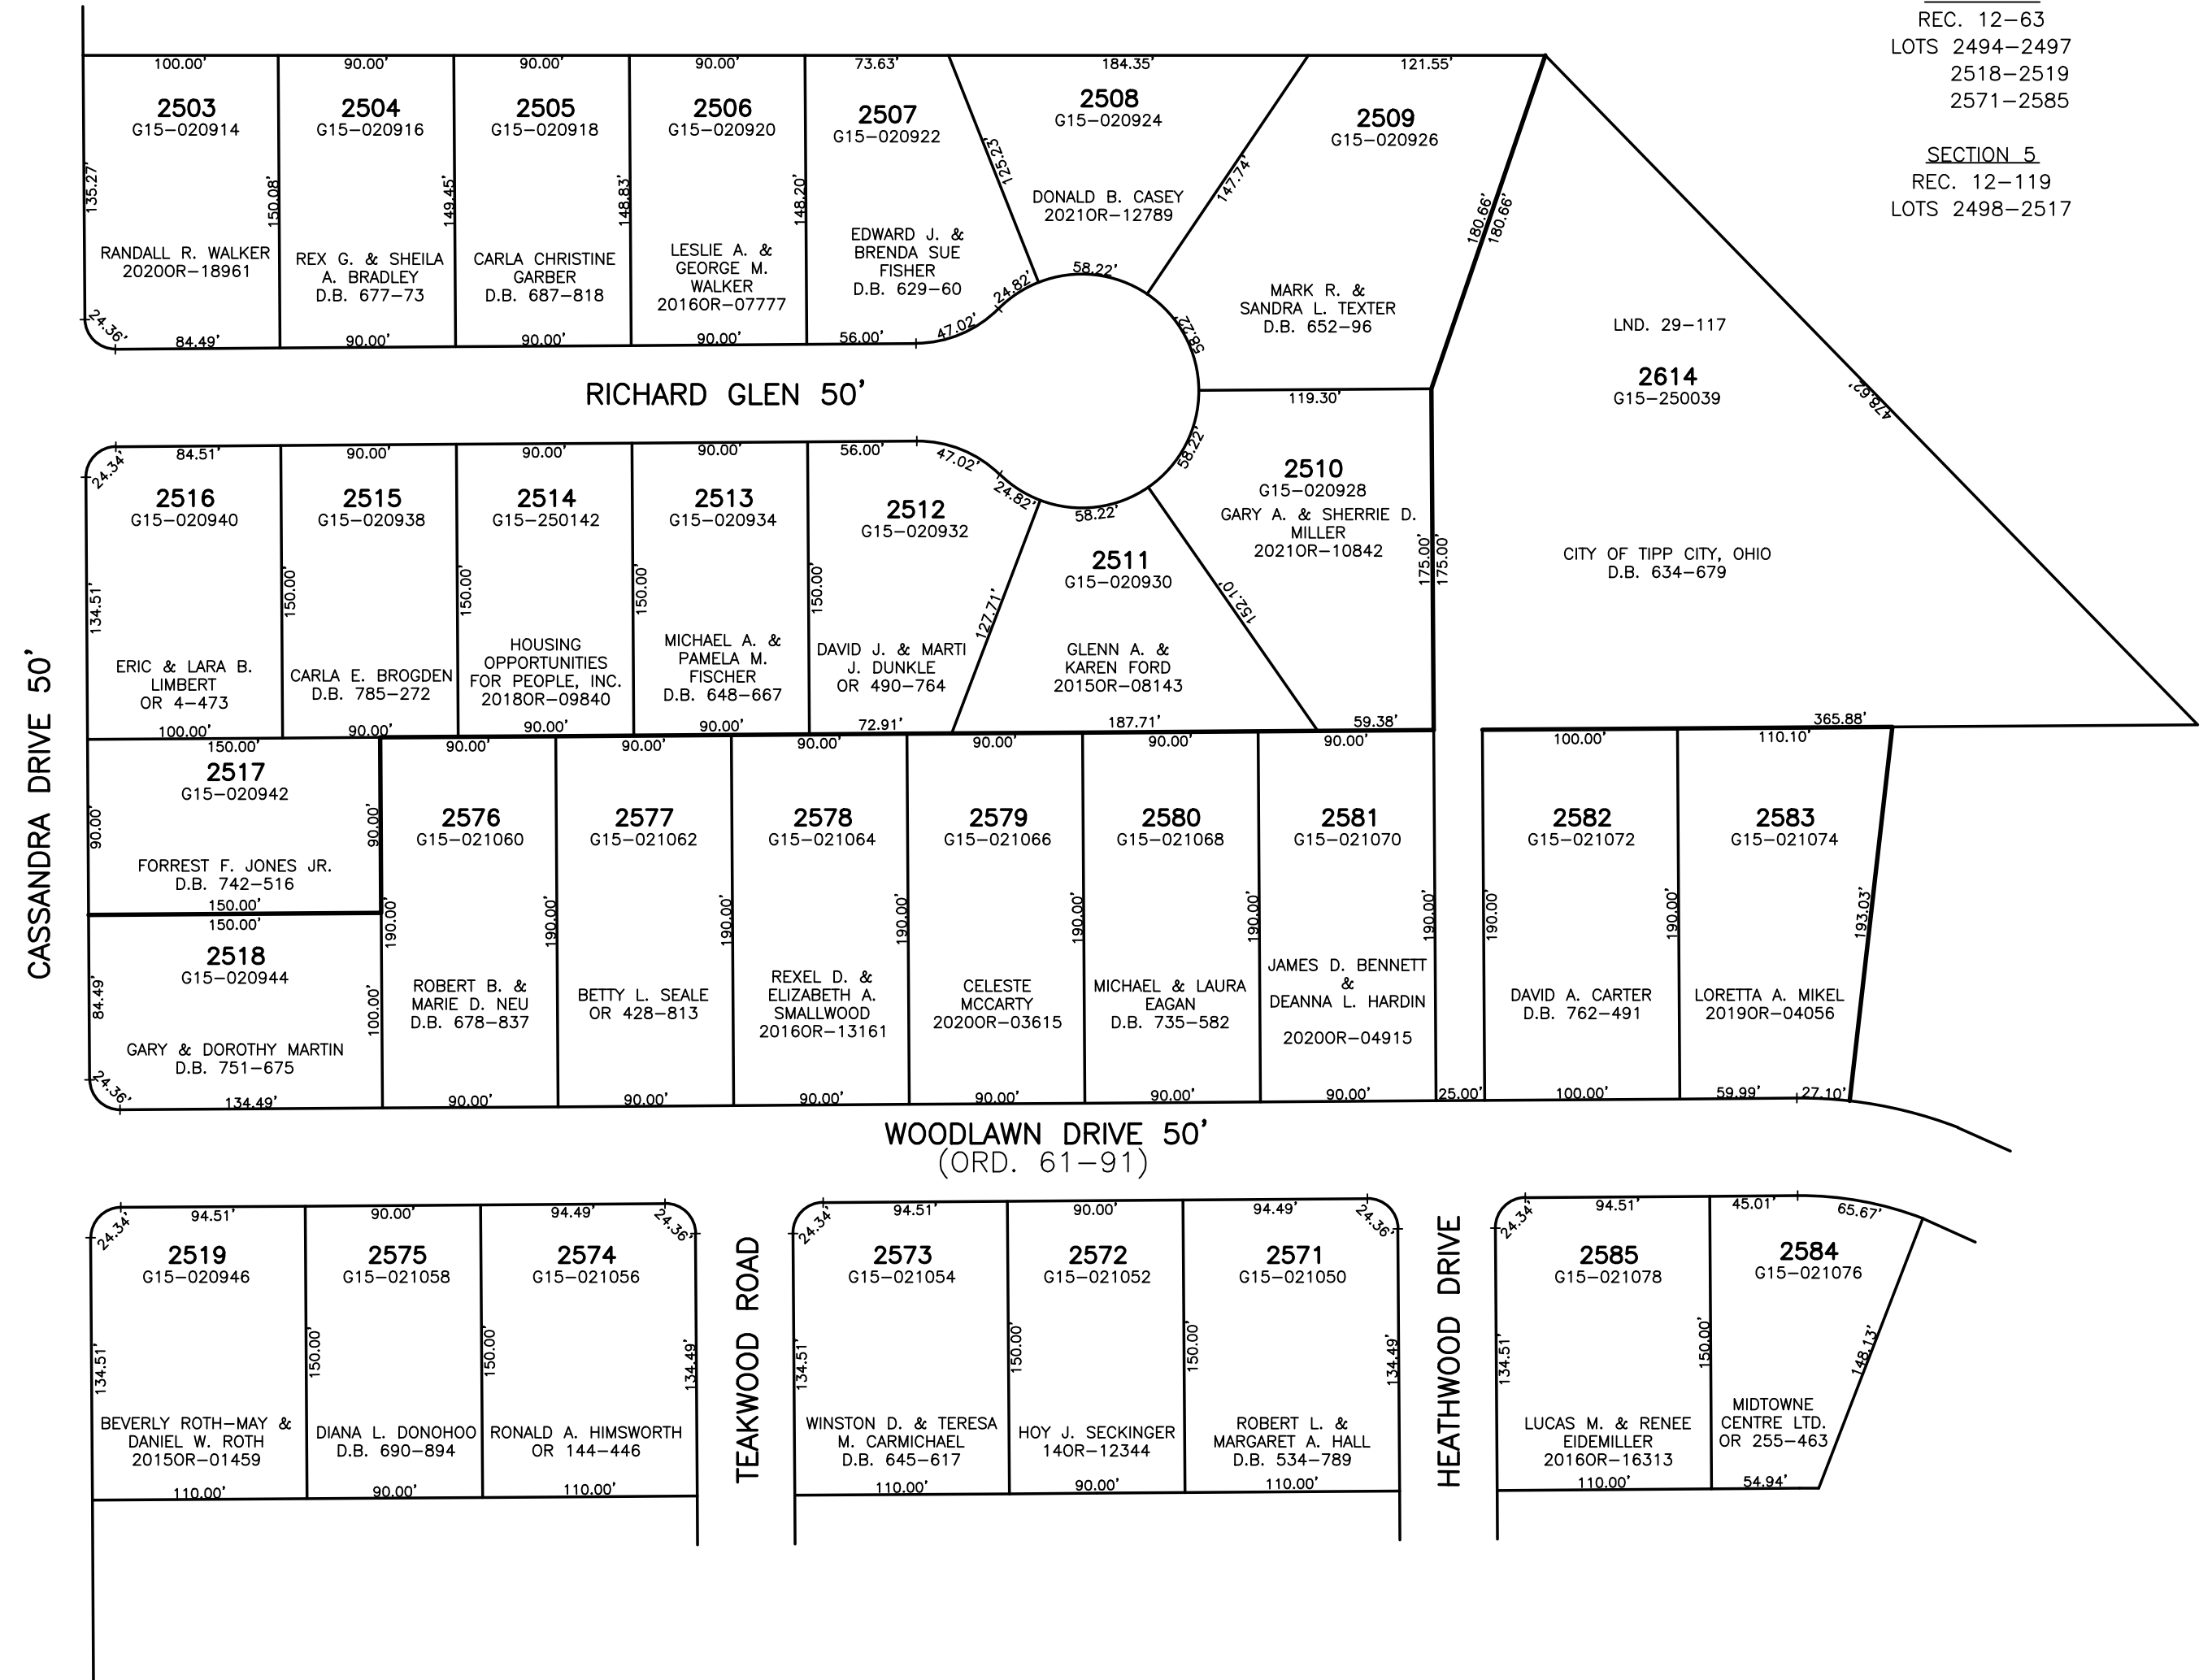 REC. 12-63
LOTS 2494-2497
2518-2519
2571-2585
SECTION 5
REC. 12-119
LOTS 2498-2517
100.00' 90.00' 90.00' 90.00' 73.63' 184.35' 121.55'
2503
G15-020914
135.27'
150.08'
RANDALL R. WALKER
2020OR-18961
24.36'
84.49'
2504
G15-020916
149.45'
REX G. & SHEILA
A. BRADLEY
D.B. 677-73
90.00'
2505
G15-020918
148.83'
CARLA CHRISTINE
GARBER
D.B. 687-818
90.00'
2506
G15-020920
148.20'
LESLIE A. &
GEORGE M.
WALKER
2016OR-07777
90.00'
2507
G15-020922
125.23'
EDWARD J. &
BRENDA SUE
FISHER
D.B. 629-60
56.00'
47.02'
24.82'
2508
G15-020924
DONALD B. CASEY
2021OR-12789
147.74'
58.22'
2509
G15-020926
180.66'
180.66'
MARK R. &
SANDRA L. TEXTER
D.B. 652-96
58.22'
119.30'
LND. 29-117
2614
G15-250039
478.62'
CITY OF TIPP CITY, OHIO
D.B. 634-679
365.88'
RICHARD GLEN 50'
24.34'
84.51' 90.00' 90.00' 90.00' 56.00' 47.02' 24.82' 58.22' 58.22'
2516
G15-020940
134.51'
150.00'
ERIC & LARA B.
LIMBERT
OR 4-473
100.00'
2515
G15-020938
150.00'
CARLA E. BROGDEN
D.B. 785-272
90.00'
2514
G15-250142
150.00'
HOUSING
OPPORTUNITIES
FOR PEOPLE, INC.
2018OR-09840
90.00'
2513
G15-020934
150.00'
MICHAEL A. &
PAMELA M.
FISCHER
D.B. 648-667
90.00'
2512
G15-020932
127.71'
DAVID J. & MARTI
J. DUNKLE
OR 490-764
72.91'
2511
G15-020930
152.10'
GLENN A. &
KAREN FORD
2015OR-08143
187.71'
2510
G15-020928
GARY A. & SHERRIE D.
MILLER
2021OR-10842
175.00'
175.00'
59.38'
CASSANDRA DRIVE 50'
150.00'
2517
G15-020942
90.00'
90.00'
FORREST F. JONES JR.
D.B. 742-516
150.00'
150.00'
2518
G15-020944
84.49'
100.00'
GARY & DOROTHY MARTIN
D.B. 751-675
24.36'
134.49'
90.00'
2576
G15-021060
190.00'
190.00'
ROBERT B. &
MARIE D. NEU
D.B. 678-837
90.00'
90.00'
2577
G15-021062
190.00'
BETTY L. SEALE
OR 428-813
90.00'
90.00'
2578
G15-021064
190.00'
REXEL D. &
ELIZABETH A.
SMALLWOOD
2016OR-13161
90.00'
90.00'
2579
G15-021066
190.00'
CELESTE
MCCARTY
2020OR-03615
90.00'
90.00'
2580
G15-021068
190.00'
MICHAEL & LAURA
EAGAN
D.B. 735-582
90.00'
90.00'
2581
G15-021070
190.00'
JAMES D. BENNETT
&
DEANNA L. HARDIN
2020OR-04915
90.00'
25.00'
100.00'
2582
G15-021072
190.00'
190.00'
DAVID A. CARTER
D.B. 762-491
100.00'
110.10'
2583
G15-021074
193.03'
LORETTA A. MIKEL
2019OR-04056
59.99'
27.10'
WOODLAWN DRIVE 50'
(ORD. 61-91)
24.34'
94.51'
2519
G15-020946
134.51'
150.00'
BEVERLY ROTH-MAY &
DANIEL W. ROTH
2015OR-01459
110.00'
90.00'
2575
G15-021058
150.00'
DIANA L. DONOHOO
D.B. 690-894
90.00'
94.49'
24.36'
2574
G15-021056
134.49'
RONALD A. HIMSWORTH
OR 144-446
110.00'
TEAKWOOD ROAD
24.34'
94.51'
2573
G15-021054
134.51'
150.00'
WINSTON D. & TERESA
M. CARMICHAEL
D.B. 645-617
110.00'
90.00'
2572
G15-021052
150.00'
HOY J. SECKINGER
14OR-12344
90.00'
94.49'
24.36'
2571
G15-021050
134.49'
ROBERT L. &
MARGARET A. HALL
D.B. 534-789
110.00'
HEATHWOOD DRIVE
24.34'
94.51'
2585
G15-021078
134.51'
150.00'
LUCAS M. & RENEE
EIDEMILLER
2016OR-16313
110.00'
45.01'
65.67'
2584
G15-021076
148.13'
MIDTOWNE
CENTRE LTD.
OR 255-463
54.94'